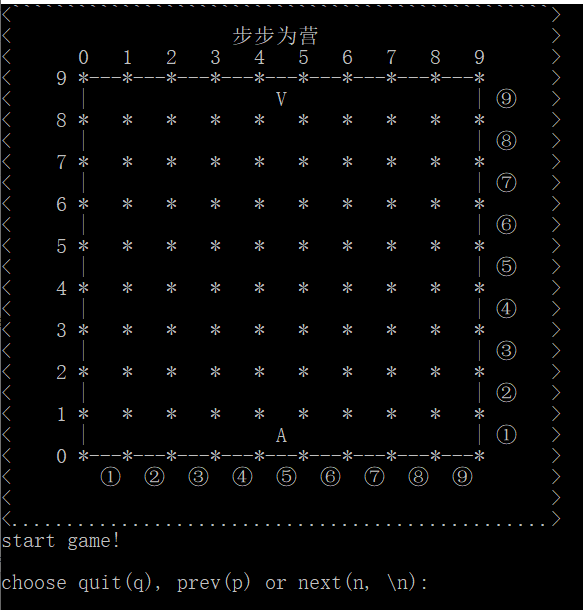 步步为营
0 1 2 3 4 5 6 7 8 9
9 *---*---*---*---*---*---*---*---*---*
| V | ⑨
8 * * * * * * * * * *
| | ⑧
7 * * * * * * * * * *
| | ⑦
6 * * * * * * * * * *
| | ⑥
5 * * * * * * * * * *
| | ⑤
4 * * * * * * * * * *
| | ④
3 * * * * * * * * * *
| | ③
2 * * * * * * * * * *
| | ②
1 * * * * * * * * * *
| A | ①
0 *---*---*---*---*---*---*---*---*---*
① ② ③ ④ ⑤ ⑥ ⑦ ⑧ ⑨
start game!
choose quit(q), prev(p) or next(n, \n):